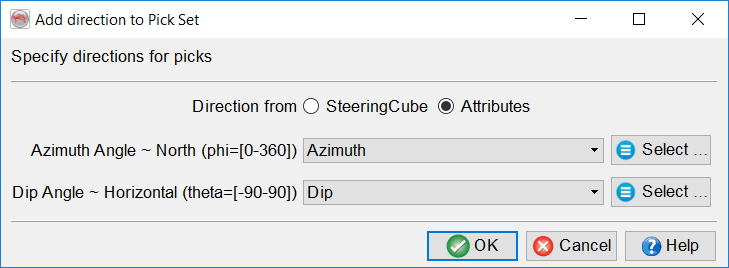 Add direction to Pick Set
Specify directions for picks
Direction from SteeringCube Attributes
Azimuth Angle ~ North (phi=[0-360]) Azimuth Select ...
Dip Angle ~ Horizontal (theta=[-90-90]) Dip Select ...
OK Cancel Help